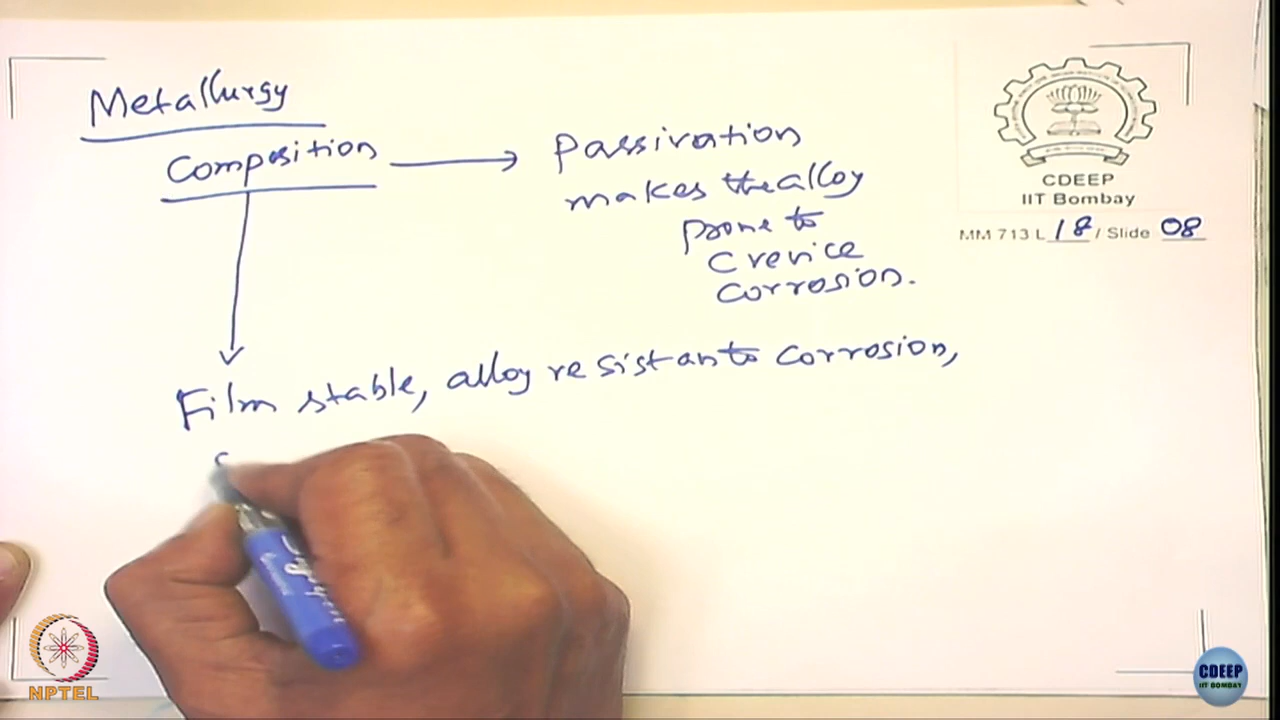 Metallurgy
Composition → Passivation
makes the alloy
prone to
crevice
corrosion.
Film stable, alloy resistant to corrosion,
CDEEP
IIT Bombay
MM 713 L 18 / Slide 08
NPTEL
CDEEP
IIT BOMBAY